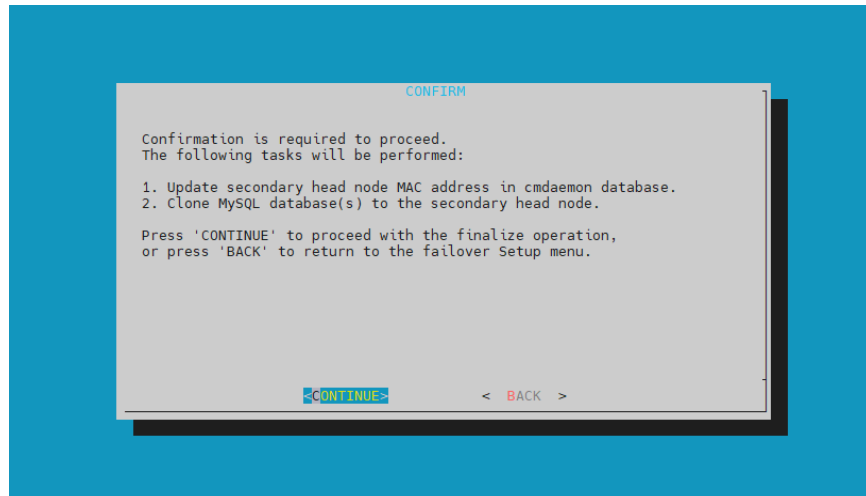 CONFIRM
Confirmation is required to proceed.
The following tasks will be performed:
1. Update secondary head node MAC address in cmdaemon database.
2. Clone MySQL database(s) to the secondary head node.
Press 'CONTINUE' to proceed with the finalize operation,
or press 'BACK' to return to the failover Setup menu.
<CONTINUE> < BACK >